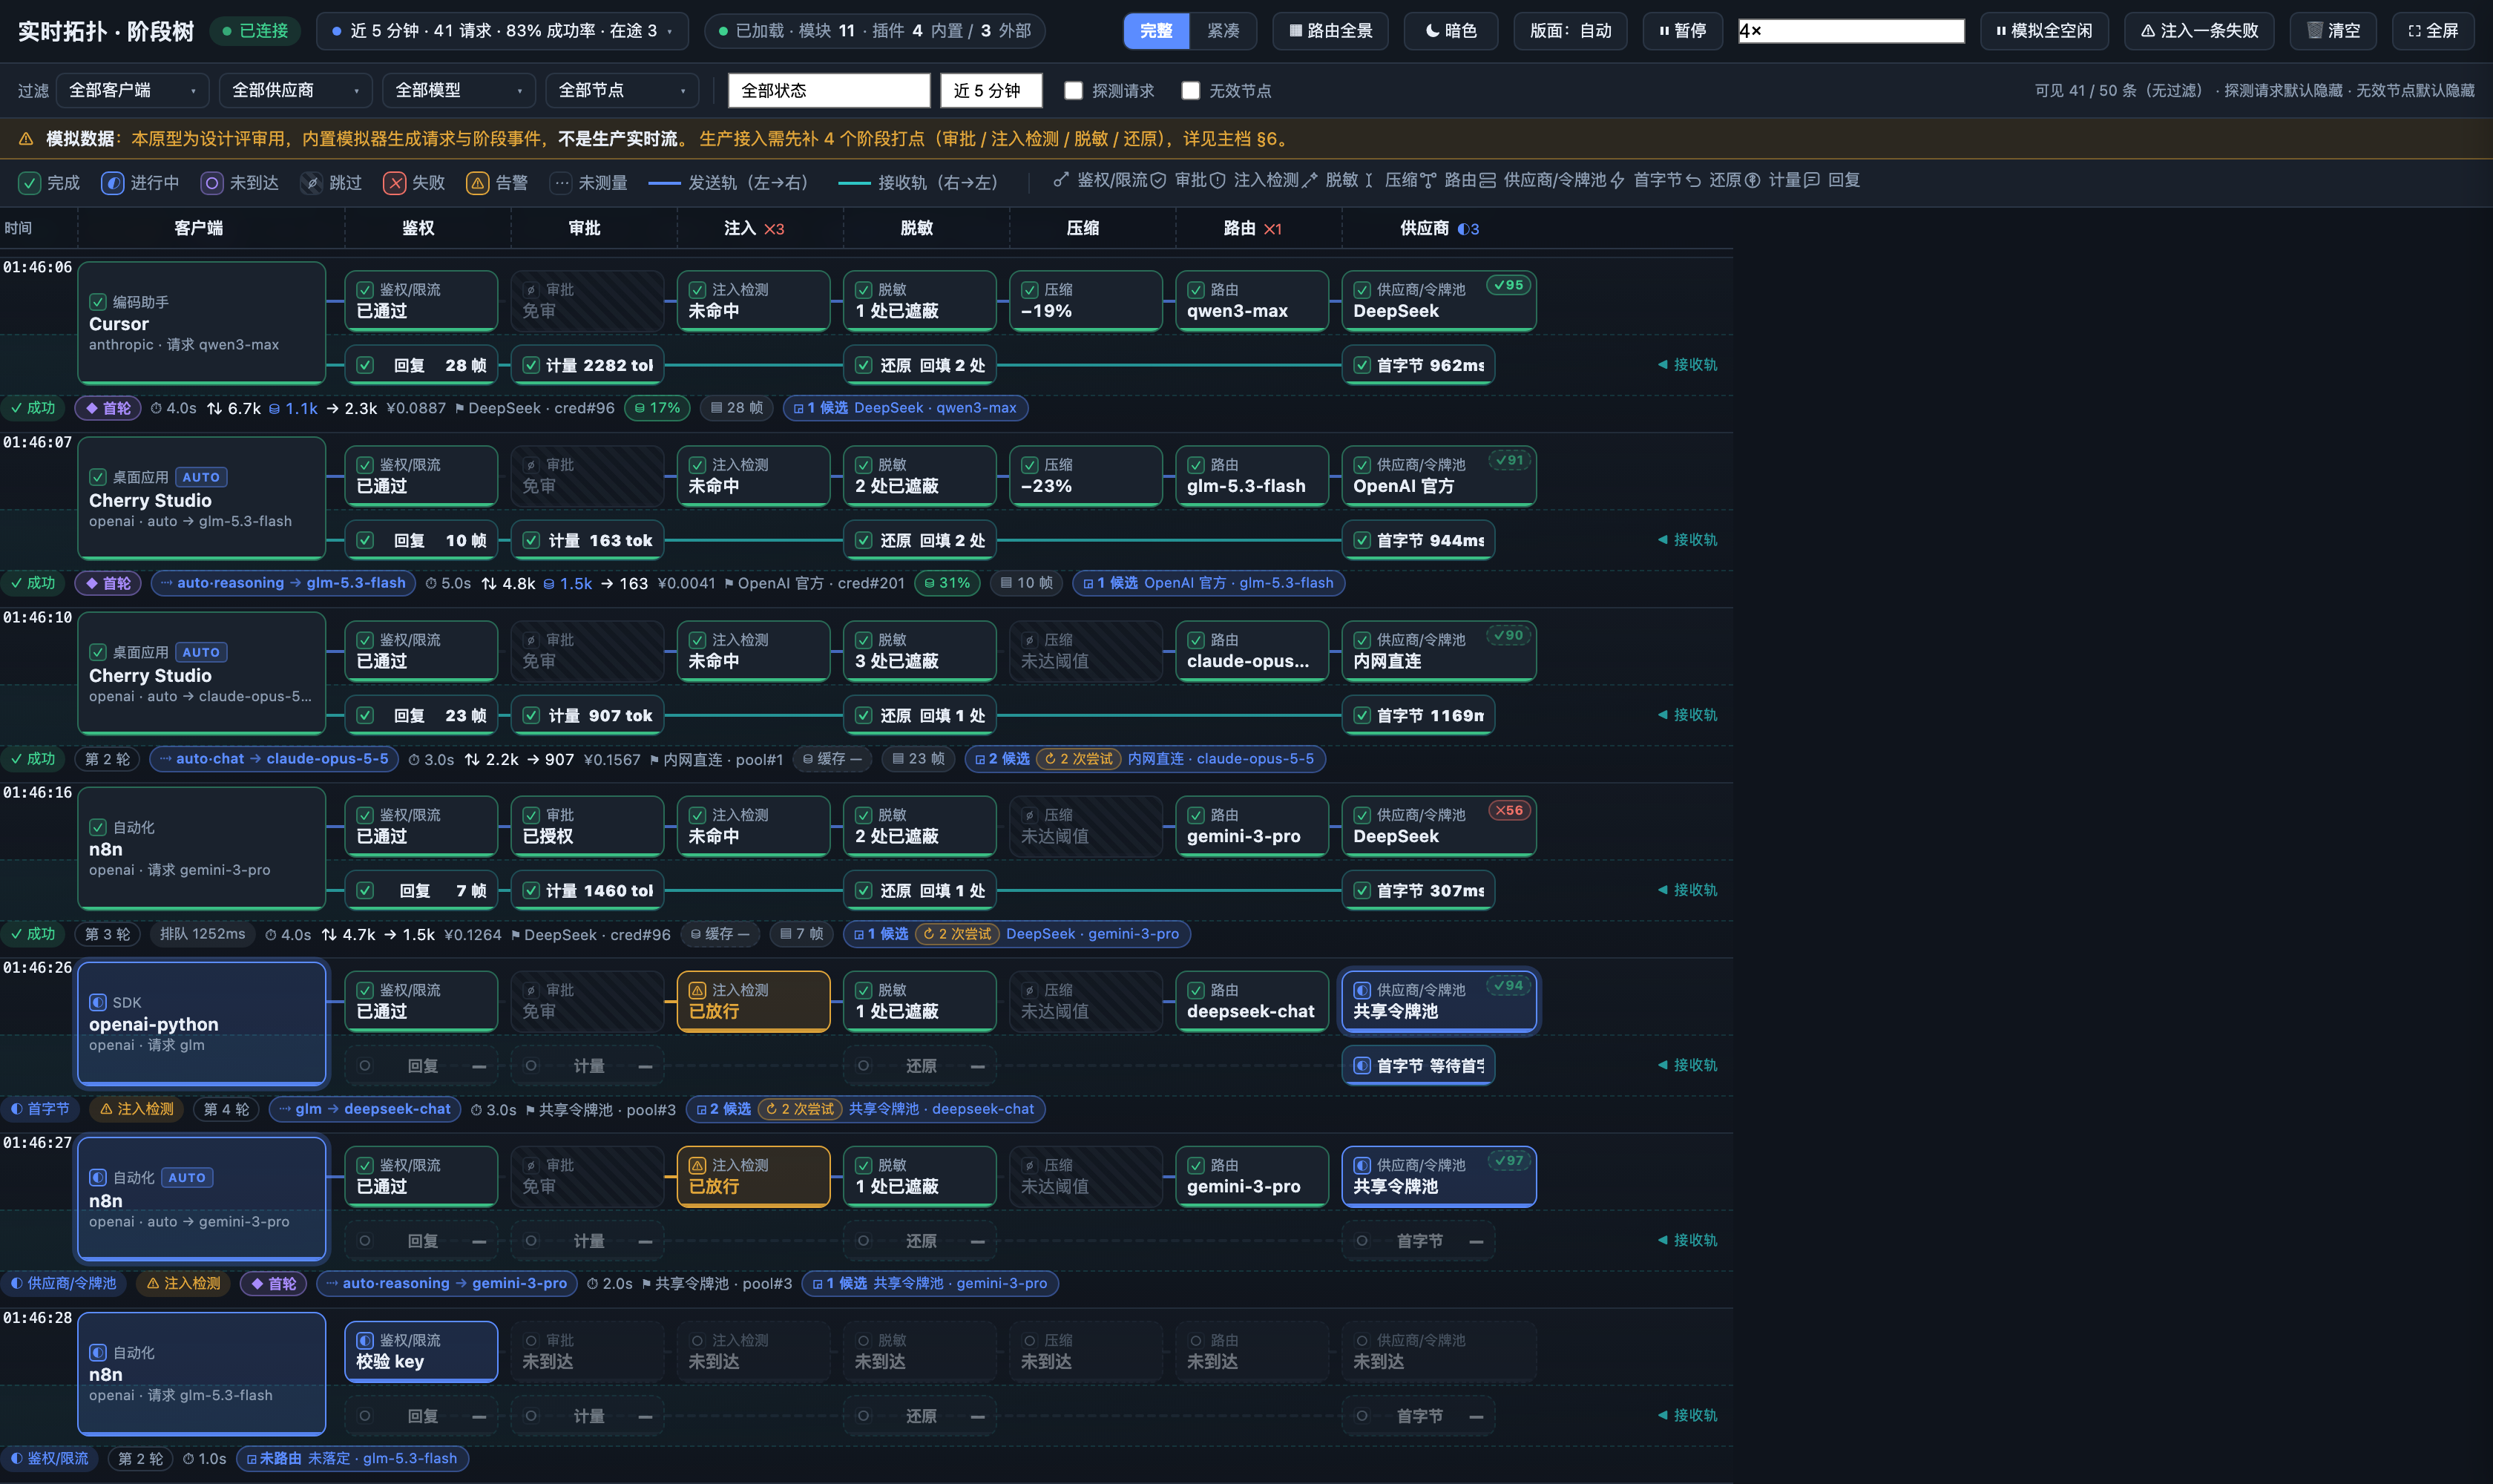 实时拓扑 · 阶段树 已连接 近 5 分钟 · 41 请求 · 83% 成功率 · 在途 3 已加载 · 模块 11 · 插件 4 内置 / 3 外部 完整 紧凑 路由全景 暗色 版面：自动 暂停 4× 模拟全空闲 注入一条失败 清空 全屏
过滤 全部客户端 全部供应商 全部模型 全部节点 全部状态 近 5 分钟 探测请求 无效节点 可见 41 / 50 条（无过滤） · 探测请求默认隐藏 · 无效节点默认隐藏
模拟数据：本原型为设计评审用，内置模拟器生成请求与阶段事件，不是生产实时流。 生产接入需先补 4 个阶段打点（审批 / 注入检测 / 脱敏 / 还原），详见主档 §6。
完成 进行中 未到达 跳过 失败 告警 未测量 发送轨（左→右） 接收轨（右→左） 鉴权/限流 审批 注入检测 脱敏 压缩 路由 供应商/令牌池 首字节 还原 计量 回复
时间 客户端 鉴权 审批 注入 ×3 脱敏 压缩 路由 ×1 供应商 3
01:46:06
编码助手 鉴权/限流 审批 注入检测 脱敏 压缩 路由 供应商/令牌池 ✓95
Cursor 已通过 免审 未命中 1 处已遮蔽 −19% qwen3-max DeepSeek
anthropic · 请求 qwen3-max
回复 28 帧 计量 2282 tol 还原 回填 2 处 首字节 962ms ◀ 接收轨
✓ 成功 ◆ 首轮 4.0s 6.7k 1.1k → 2.3k ¥0.0887 DeepSeek · cred#96 17% 28 帧 1 候选 DeepSeek · qwen3-max
01:46:07
桌面应用 AUTO 鉴权/限流 审批 注入检测 脱敏 压缩 路由 供应商/令牌池 ✓91
Cherry Studio 已通过 免审 未命中 2 处已遮蔽 −23% glm-5.3-flash OpenAI 官方
openai · auto → glm-5.3-flash
回复 10 帧 计量 163 tok 还原 回填 2 处 首字节 944ms ◀ 接收轨
✓ 成功 ◆ 首轮 auto·reasoning → glm-5.3-flash 5.0s 4.8k 1.5k → 163 ¥0.0041 OpenAI 官方 · cred#201 31% 10 帧 1 候选 OpenAI 官方 · glm-5.3-flash
01:46:10
桌面应用 AUTO 鉴权/限流 审批 注入检测 脱敏 压缩 路由 供应商/令牌池 ✓90
Cherry Studio 已通过 免审 未命中 3 处已遮蔽 未达阈值 claude-opus... 内网直连
openai · auto → claude-opus-5...
回复 23 帧 计量 907 tok 还原 回填 1 处 首字节 1169m ◀ 接收轨
✓ 成功 第 2 轮 auto·chat → claude-opus-5-5 3.0s 2.2k → 907 ¥0.1567 内网直连 · pool#1 缓存 — 23 帧 2 候选 2 次尝试 内网直连 · claude-opus-5-5
01:46:16
自动化 鉴权/限流 审批 注入检测 脱敏 压缩 路由 供应商/令牌池 ×56
n8n 已通过 已授权 未命中 2 处已遮蔽 未达阈值 gemini-3-pro DeepSeek
openai · 请求 gemini-3-pro
回复 7 帧 计量 1460 tol 还原 回填 1 处 首字节 307ms ◀ 接收轨
✓ 成功 第 3 轮 排队 1252ms 4.0s 4.7k → 1.5k ¥0.1264 DeepSeek · cred#96 缓存 — 7 帧 1 候选 2 次尝试 DeepSeek · gemini-3-pro
01:46:26
SDK 鉴权/限流 审批 注入检测 脱敏 压缩 路由 供应商/令牌池 ✓94
openai-python 已通过 免审 已放行 1 处已遮蔽 未达阈值 deepseek-chat 共享令牌池
openai · 请求 glm
回复 — 计量 — 还原 — 首字节 等待首字 ◀ 接收轨
首字节 注入检测 第 4 轮 glm → deepseek-chat 3.0s 共享令牌池 · pool#3 2 候选 2 次尝试 共享令牌池 · deepseek-chat
01:46:27
自动化 AUTO 鉴权/限流 审批 注入检测 脱敏 压缩 路由 供应商/令牌池 ✓97
n8n 已通过 免审 已放行 1 处已遮蔽 未达阈值 gemini-3-pro 共享令牌池
openai · auto → gemini-3-pro
回复 — 计量 — 还原 — 首字节 — ◀ 接收轨
供应商/令牌池 注入检测 ◆ 首轮 auto·reasoning → gemini-3-pro 2.0s 共享令牌池 · pool#3 1 候选 共享令牌池 · gemini-3-pro
01:46:28
自动化 鉴权/限流 审批 注入检测 脱敏 压缩 路由 供应商/令牌池
n8n 校验 key 未到达 未到达 未到达 未到达 未到达 未到达
openai · 请求 glm-5.3-flash
回复 — 计量 — 还原 — 首字节 — ◀ 接收轨
鉴权/限流 第 2 轮 1.0s 未路由 未落定 · glm-5.3-flash